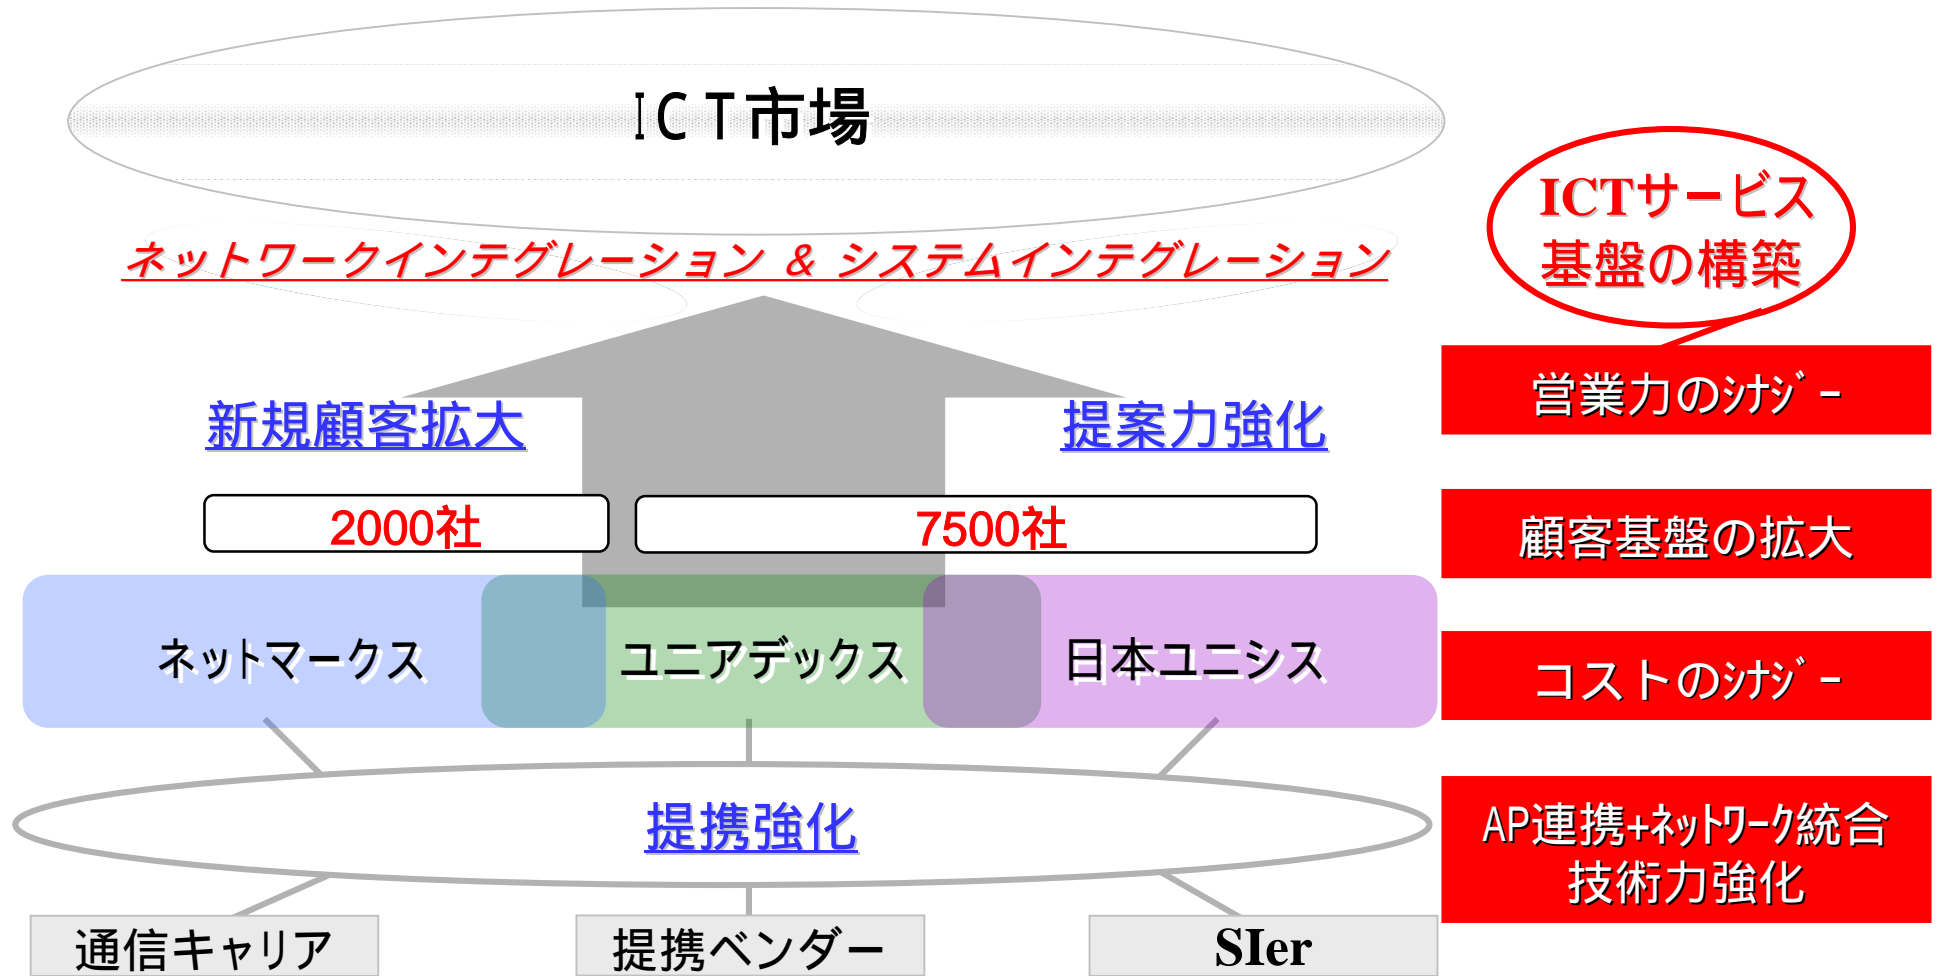 ICT市場
ネットワークインテグレーション & システムインテグレーション
ICTサービス
基盤の構築
新規顧客拡大
提案力強化
営業力のｼﾅｼﾞｰ
2000社
7500社
顧客基盤の拡大
ネットマークス
ユニアデックス
日本ユニシス
コストのｼﾅｼﾞｰ
提携強化
AP連携+ﾈｯﾄﾜｰｸ統合
技術力強化
通信キャリア
提携ベンダー
SIer